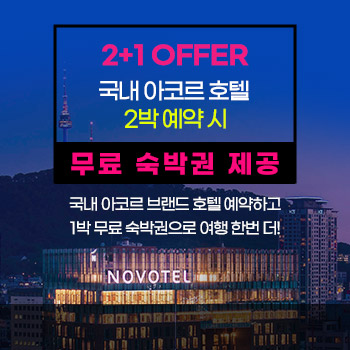 2+1 OFFER
국내 아코르 호텔
2박 예약 시
무료 숙박권 제공
국내 아코르 브랜드 호텔 예약하고
1박 무료 숙박권으로 여행 한번 더!
NOVOTEL